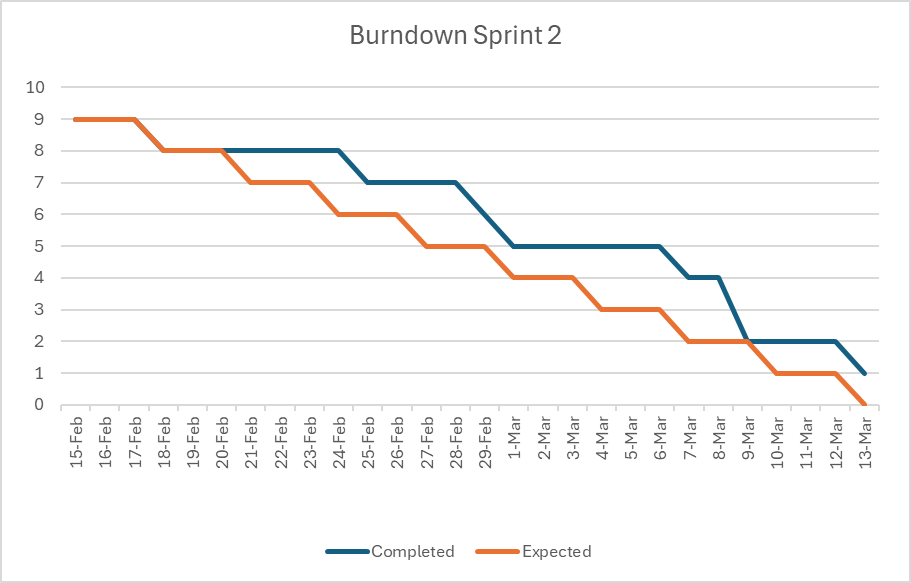 Burndown Sprint 2
10
9
8
7
6
5
4
3
2
1
0
15-Feb
16-Feb
17-Feb
18-Feb
19-Feb
20-Feb
21-Feb
22-Feb
23-Feb
24-Feb
25-Feb
26-Feb
27-Feb
28-Feb
29-Feb
1-Mar
2-Mar
3-Mar
4-Mar
5-Mar
6-Mar
7-Mar
8-Mar
9-Mar
10-Mar
11-Mar
12-Mar
13-Mar
Completed Expected